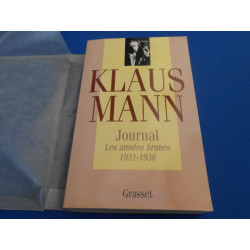 KLAUS
MANN
Journal
Les années brunes
1931-1936
Grasset